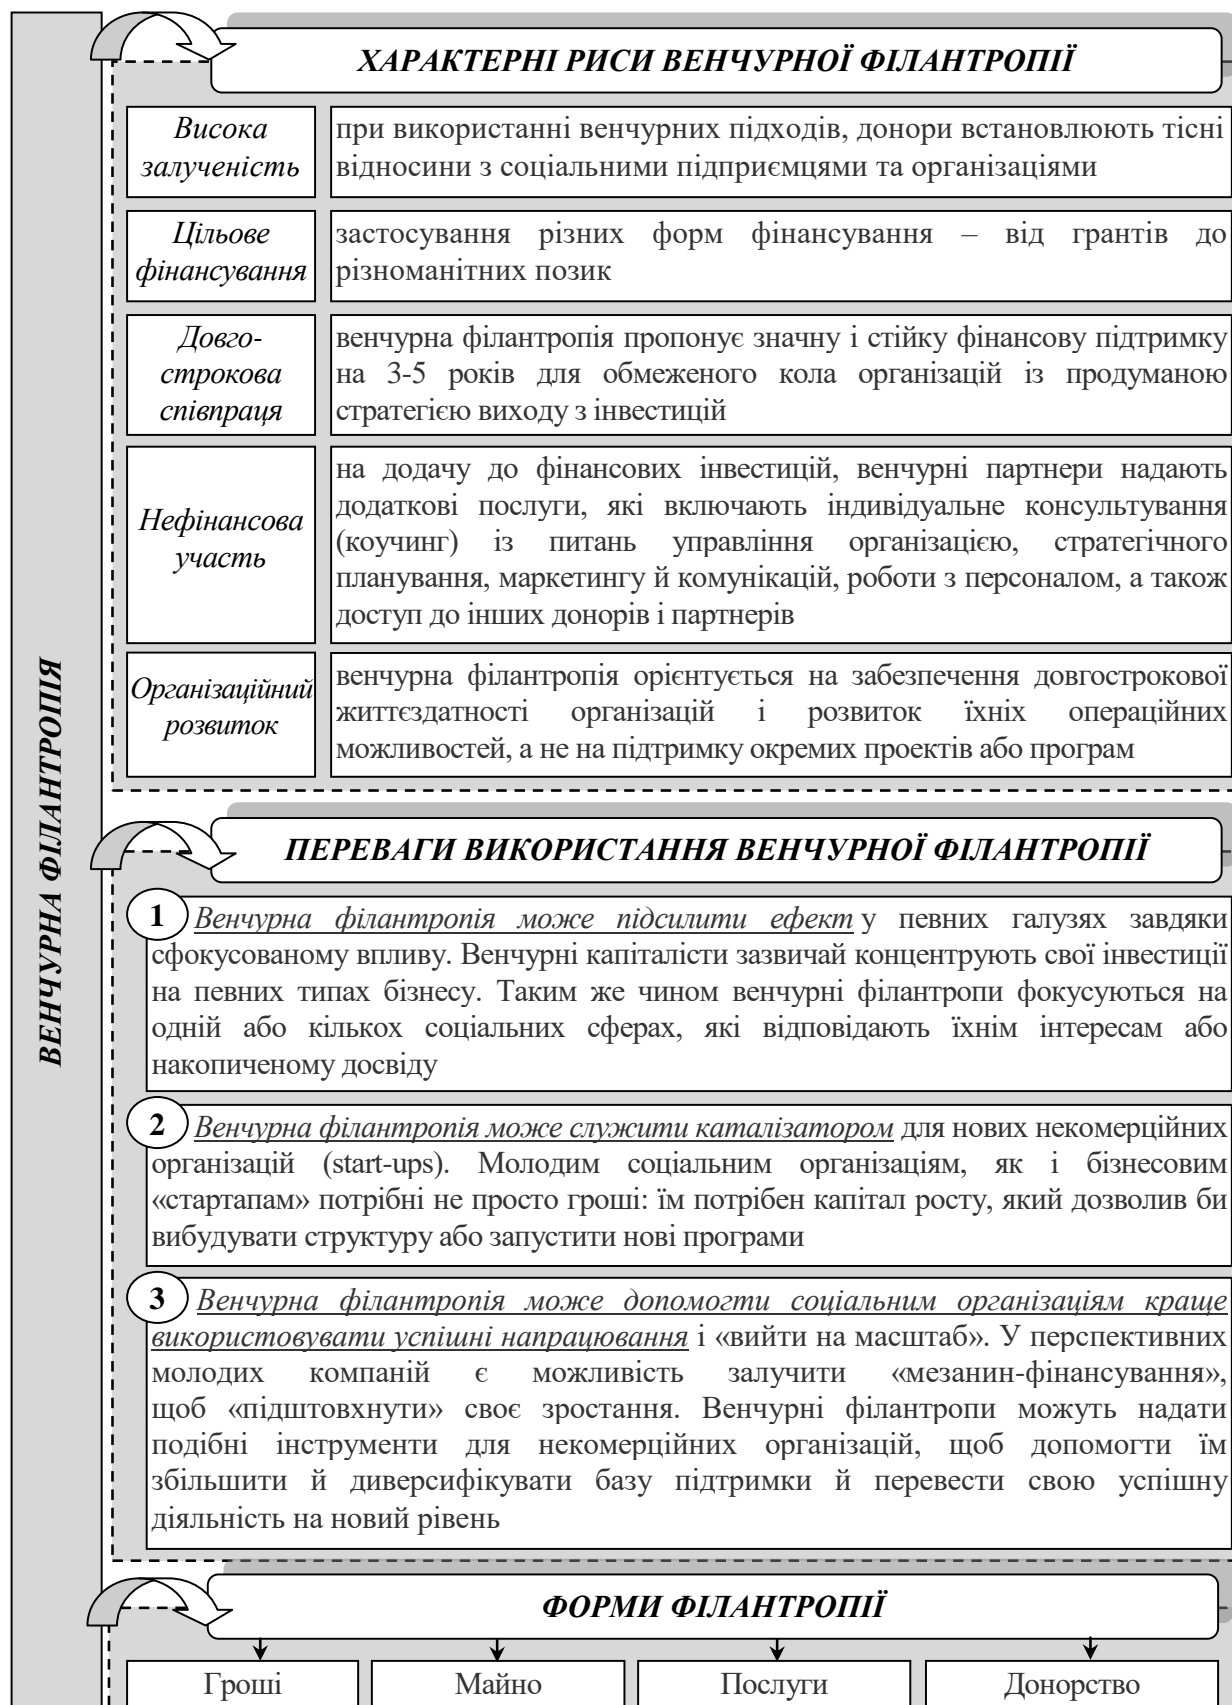 ВЕНЧУРНА ФІЛАНТРОПІЯ
ХАРАКТЕРНІ РИСИ ВЕНЧУРНОЇ ФІЛАНТРОПІЇ
Висока
залученість
при використанні венчурних підходів, донори встановлюють тісні
відносини з соціальними підприємцями та організаціями
Цільове
фінансування
застосування різних форм фінансування – від грантів до
різноманітних позик
Довго-
строкова
співпраця
венчурна філантропія пропонує значну і стійку фінансову підтримку
на 3-5 років для обмеженого кола організацій із продуманою
стратегією виходу з інвестицій
Нефінансова
участь
на додачу до фінансових інвестицій, венчурні партнери надають
додаткові послуги, які включають індивідуальне консультування
(коучинг) із питань управління організацією, стратегічного
планування, маркетингу й комунікацій, роботи з персоналом, а також
доступ до інших донорів і партнерів
Організаційний
розвиток
венчурна філантропія орієнтується на забезпечення довгострокової
життєздатності організацій і розвиток їхніх операційних
можливостей, а не на підтримку окремих проектів або програм
ПЕРЕВАГИ ВИКОРИСТАННЯ ВЕНЧУРНОЇ ФІЛАНТРОПІЇ
1 Венчурна філантропія може підсилити ефект у певних галузях завдяки
сфокусованому впливу. Венчурні капіталісти зазвичай концентрують свої інвестиції
на певних типах бізнесу. Таким же чином венчурні філантропи фокусуються на
одній або кількох соціальних сферах, які відповідають їхнім інтересам або
накопиченому досвіду
2 Венчурна філантропія може служити каталізатором для нових некомерційних
організацій (start-ups). Молодим соціальним організаціям, як і бізнесовим
«стартапам» потрібні не просто гроші: їм потрібен капітал росту, який дозволив би
вибудувати структуру або запустити нові програми
3 Венчурна філантропія може допомогти соціальним організаціям краще
використовувати успішні напрацювання і «вийти на масштаб». У перспективних
молодих компаній є можливість залучити «мезанин-фінансування»,
щоб «підштовхнути» своє зростання. Венчурні філантропи можуть надати
подібні інструменти для некомерційних організацій, щоб допомогти їм
збільшити й диверсифікувати базу підтримки й перевести свою успішну
діяльність на новий рівень
ФОРМИ ФІЛАНТРОПІЇ
Гроші
Майно
Послуги
Донорство